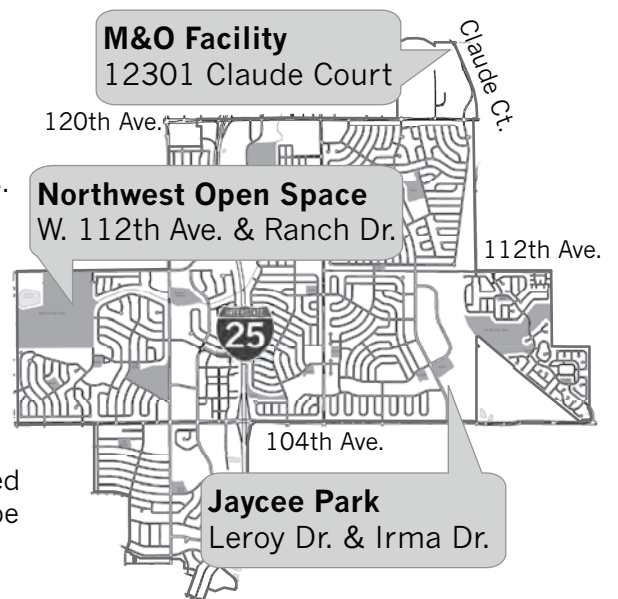 M&O Facility
12301 Claude Court
Claude Ct.
120th Ave.
Northwest Open Space
W. 112th Ave. & Ranch Dr.
112th Ave.
INTERSTATE
25
104th Ave.
Jaycee Park
Leroy Dr. & Irma Dr.